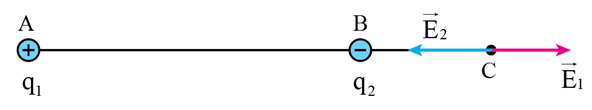 A B
+ − E⃗₂ C E⃗₁
q₁ q₂